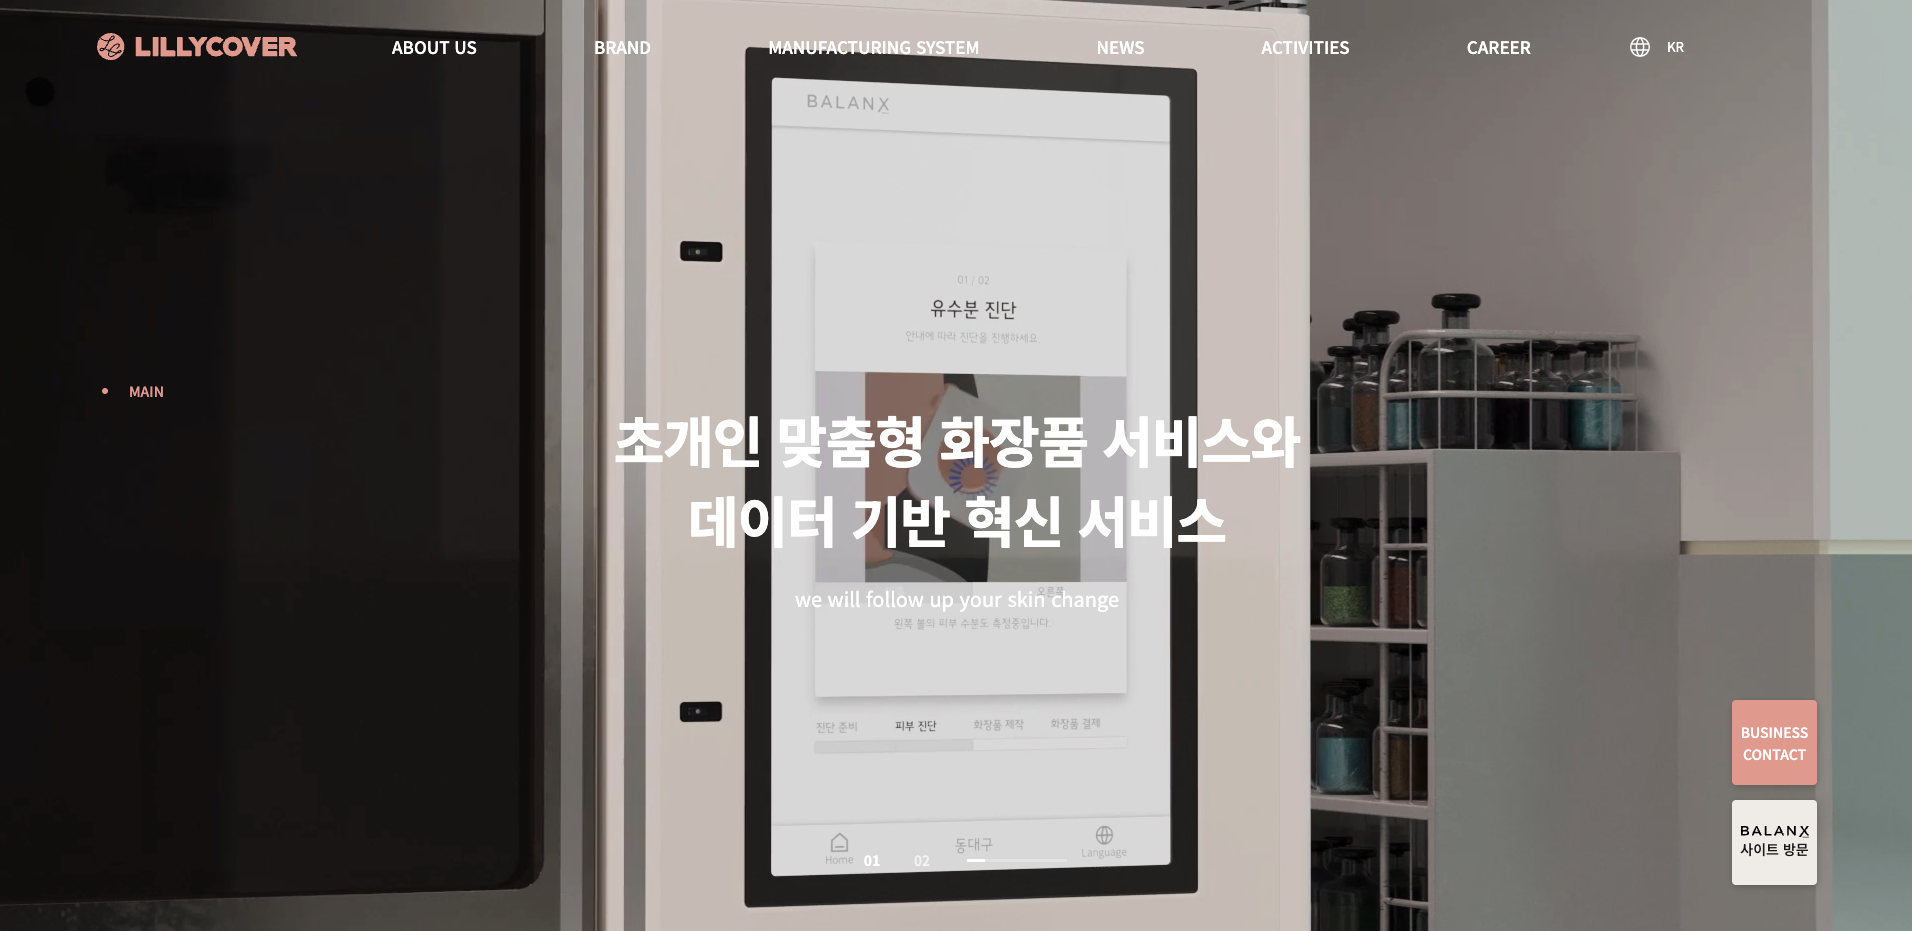 LILLYCOVER
ABOUT US
BRAND
MANUFACTURING SYSTEM
NEWS
ACTIVITIES
CAREER
KR
BALANX
01 / 02
유수분 진단
안내에 따라 진단을 진행하세요.
MAIN
초개인 맞춤형 화장품 서비스와
데이터 기반 혁신 서비스
오른쪽
we will follow up your skin change
왼쪽 볼의 피부 수분도 측정중입니다.
진단 준비
피부 진단
화장품 제작
화장품 결제
BUSINESS
CONTACT
BALANX
사이트 방문
Home
동대구
Language
01
02